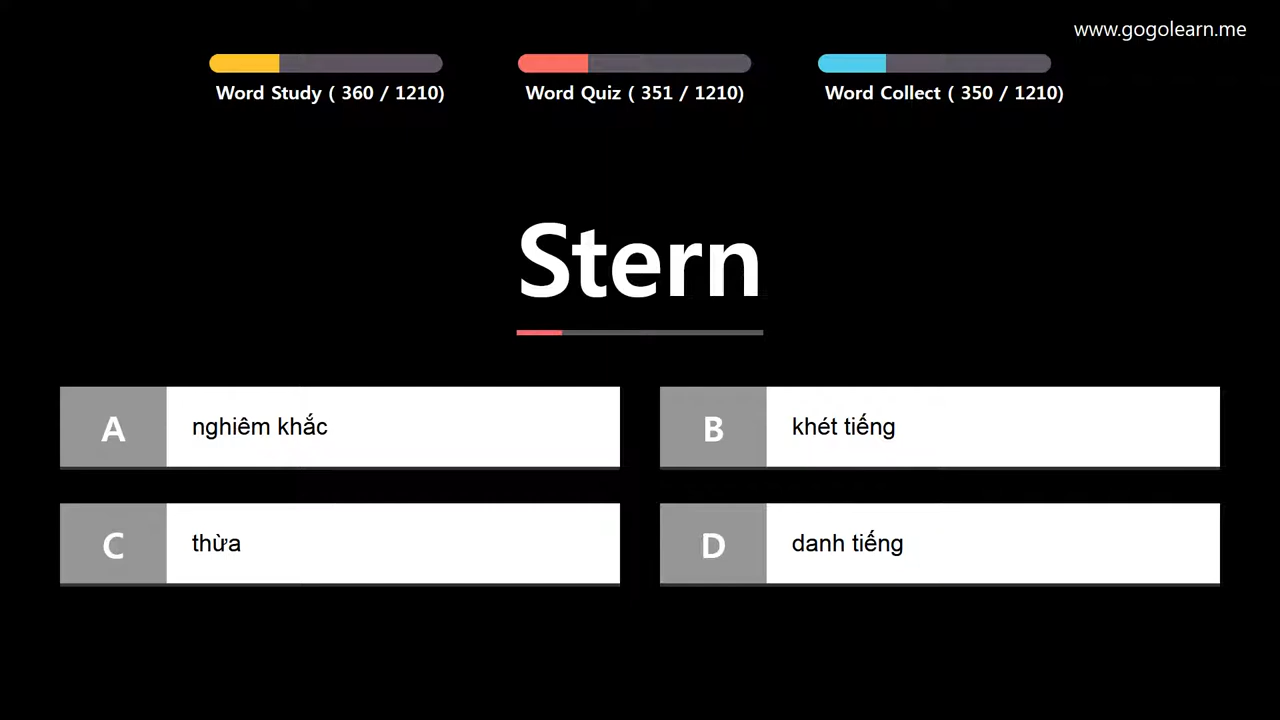 www.gogolearn.me
Word Study ( 360 / 1210)
Word Quiz ( 351 / 1210)
Word Collect ( 350 / 1210)
Stern
A
nghiêm khắc
B
khét tiếng
C
thừa
D
danh tiếng